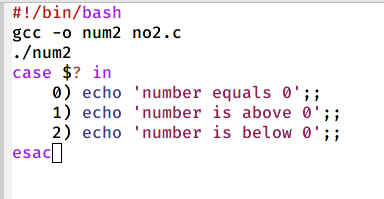 #!/bin/bash
gcc -o num2 no2.c
./num2
case $? in
    0) echo 'number equals 0';;
    1) echo 'number is above 0';;
    2) echo 'number is below 0';;
esac